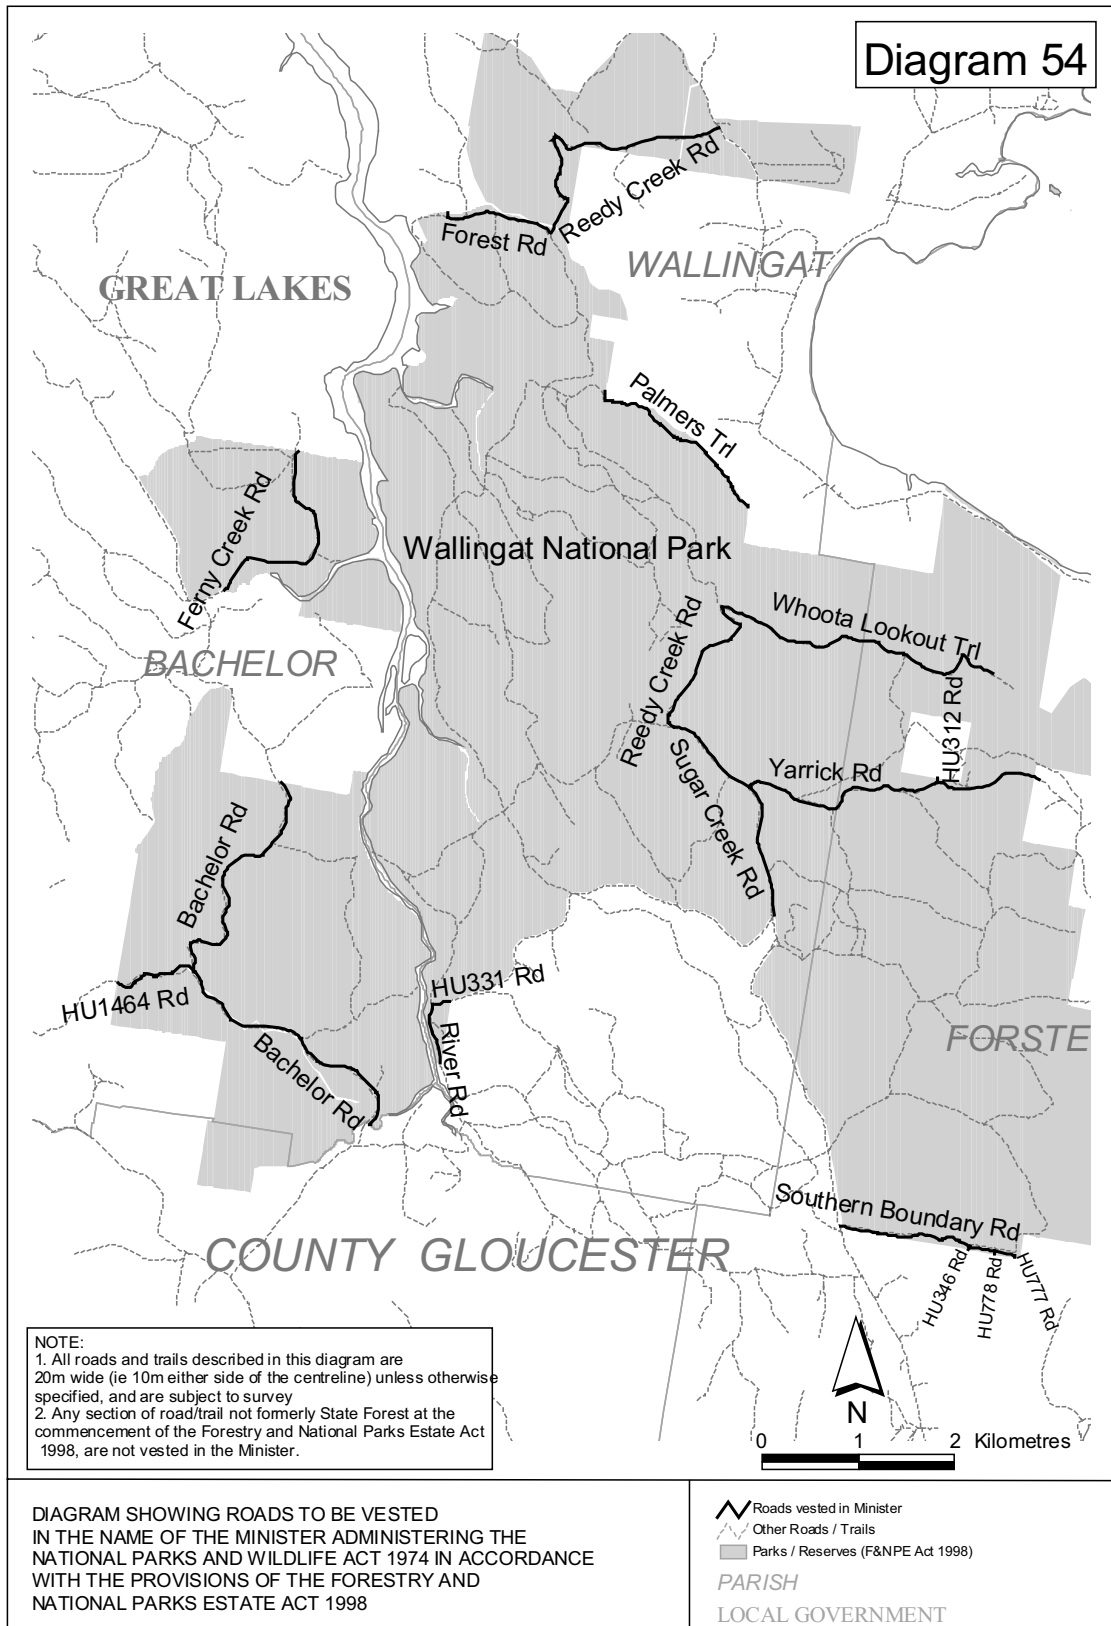 Diagram 54
Reedy Creek Rd
Forest Rd
WALLINGAT
GREAT LAKES
Palmers Trl
Ferny Creek Rd
Wallingat National Park
Whoota Lookout Trl
Reedy Creek Rd
BACHELOR
HU312 Rd
Sugar Creek Rd
Yarrick Rd
Bachelor Rd
HU331 Rd
HU1464 Rd
River Rd
FORSTE
Bachelor Rd
Southern Boundary Rd
COUNTY GLOUCESTER
HU346 Rd
HU778 Rd
HU777 Rd
NOTE:
1. All roads and trails described in this diagram are
20m wide (ie 10m either side of the centreline) unless otherwise
specified, and are subject to survey
2. Any section of road/trail not formerly State Forest at the
commencement of the Forestry and National Parks Estate Act
1998, are not vested in the Minister.
N
0 1 2 Kilometres
DIAGRAM SHOWING ROADS TO BE VESTED
IN THE NAME OF THE MINISTER ADMINISTERING THE
NATIONAL PARKS AND WILDLIFE ACT 1974 IN ACCORDANCE
WITH THE PROVISIONS OF THE FORESTRY AND
NATIONAL PARKS ESTATE ACT 1998
Roads vested in Minister
Other Roads / Trails
Parks / Reserves (F&NPE Act 1998)
PARISH
LOCAL GOVERNMENT